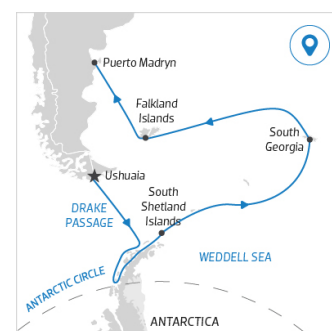 Puerto Madryn
Falkland
Islands
South
Georgia
Ushuaia
South
Shetland
Islands
DRAKE
PASSAGE
WEDDELL SEA
ANTARCTIC CIRCLE
ANTARCTICA